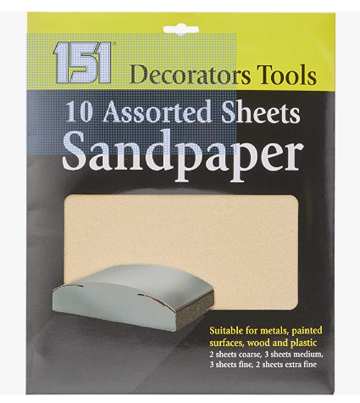 151
Decorators Tools
10 Assorted Sheets
Sandpaper
Suitable for metals, painted
surfaces, wood and plastic
2 sheets coarse, 3 sheets medium,
3 sheets fine, 2 sheets extra fine